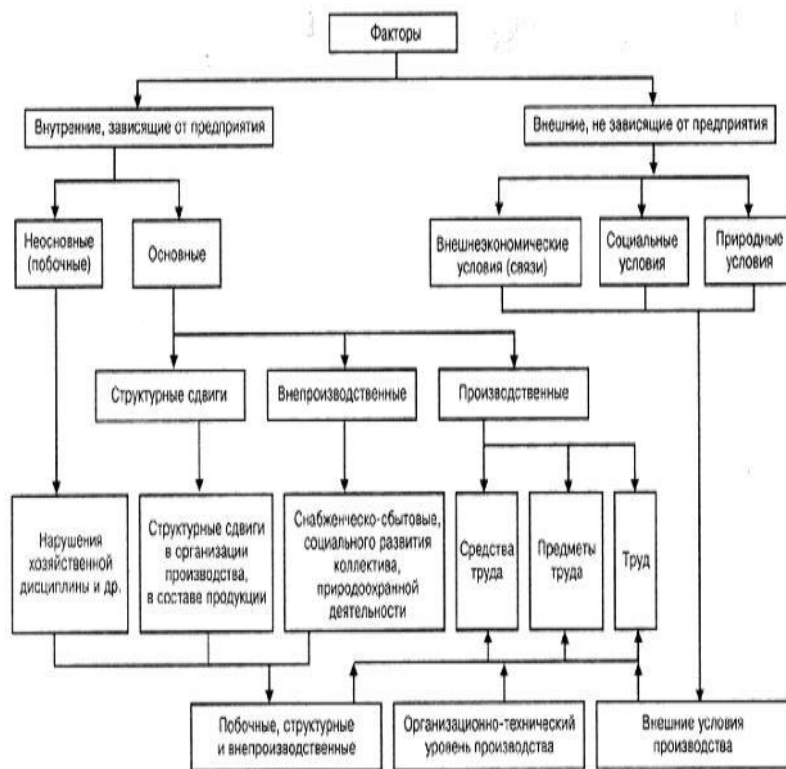 Факторы
Внутренние, зависящие от предприятия
Внешние, не зависящие от предприятия
Неосновные
(побочные)
Основные
Внешнеэкономические
условия (связи)
Социальные
условия
Природные
условия
Структурные сдвиги
Внепроизводственные
Производственные
Нарушения
хозяйственной
дисциплины и др.
Структурные сдвиги
в организации
производства,
в составе продукции
Снабженческо-сбытовые,
социального развития
коллектива,
природоохранной
деятельности
Средства
труда
Предметы
труда
Труд
Побочные, структурные
и внепроизводственные
Организационно-технический
уровень производства
Внешние условия
производства